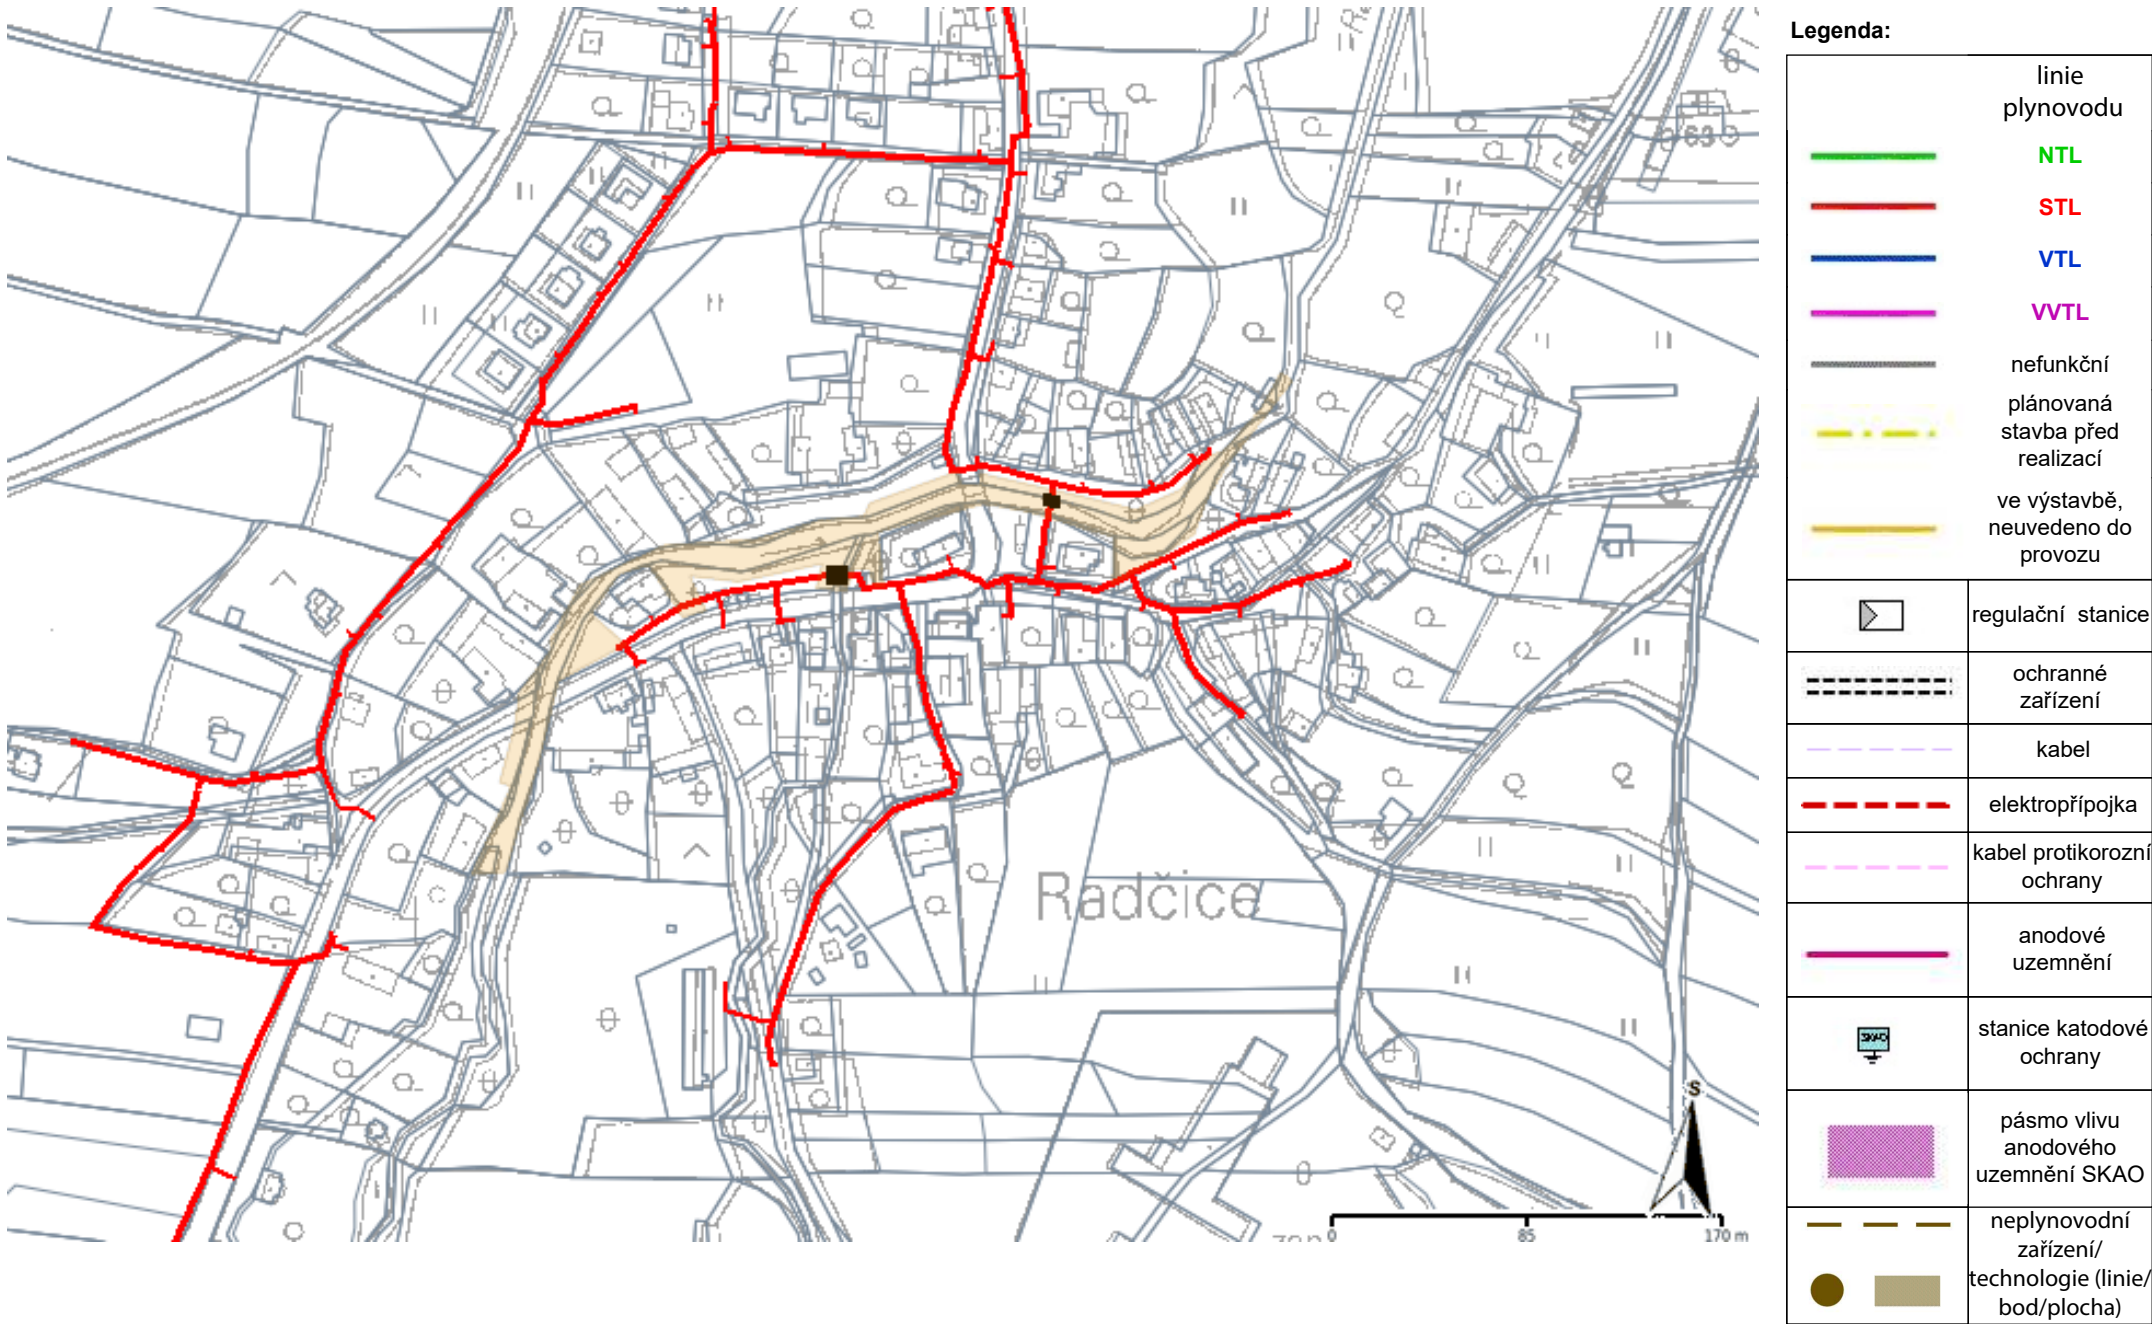 Legenda:
linie
plynovodu
NTL
STL
VTL
VVTL
nefunkční
plánovaná
stavba před
realizací
ve výstavbě,
neuvedeno do
provozu
regulační stanice
ochranné
zařízení
kabel
elektropřípojka
kabel protikorozní
ochrany
anodové
uzemnění
SKAO
stanice katodové
ochrany
pásmo vlivu
anodového
uzemnění SKAO
neplynovodní
zařízení/
technologie (linie/
bod/plocha)
Radčice
S
0 85 170 m